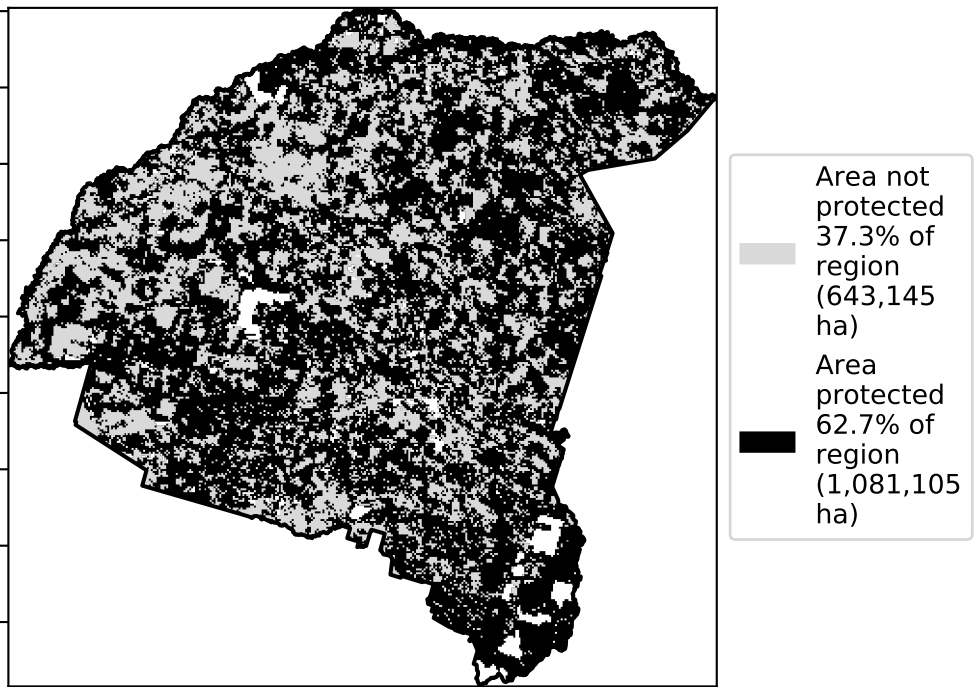 Area not
protected
37.3% of
region
(643,145
ha)
Area
protected
62.7% of
region
(1,081,105
ha)